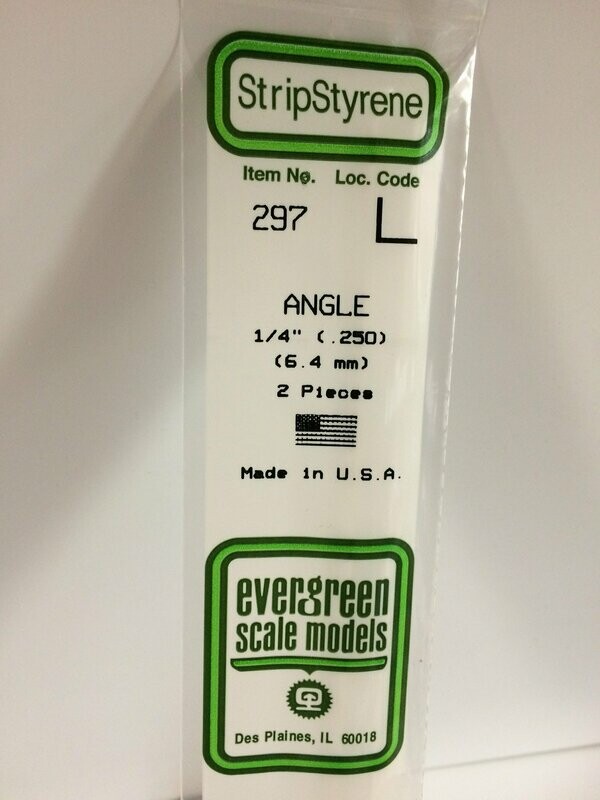 StripStyrene
Item No. Loc. Code
297 L
ANGLE
1/4" (.250)
(6.4 mm)
2 Pieces
Made in U.S.A.
evergreen
scale models
Des Plaines, IL 60018